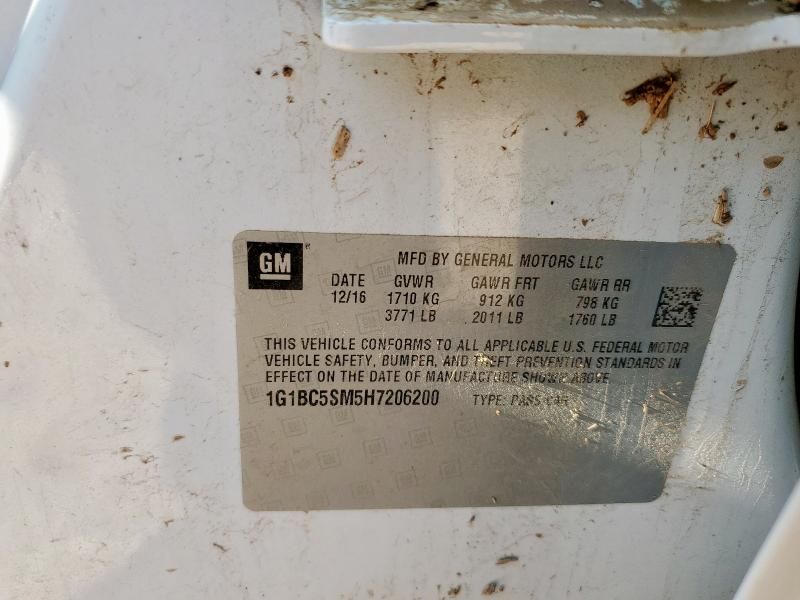 GM
MFD BY GENERAL MOTORS LLC
DATE GVWR GAWR FRT GAWR RR
12/16 1710 KG 912 KG 798 KG
3771 LB 2011 LB 1760 LB
THIS VEHICLE CONFORMS TO ALL APPLICABLE U.S. FEDERAL MOTOR
VEHICLE SAFETY, BUMPER, AND THEFT PREVENTION STANDARDS IN
EFFECT ON THE DATE OF MANUFACTURE SHOWN ABOVE
1G1BC5SM5H7206200 TYPE: PASS CAR